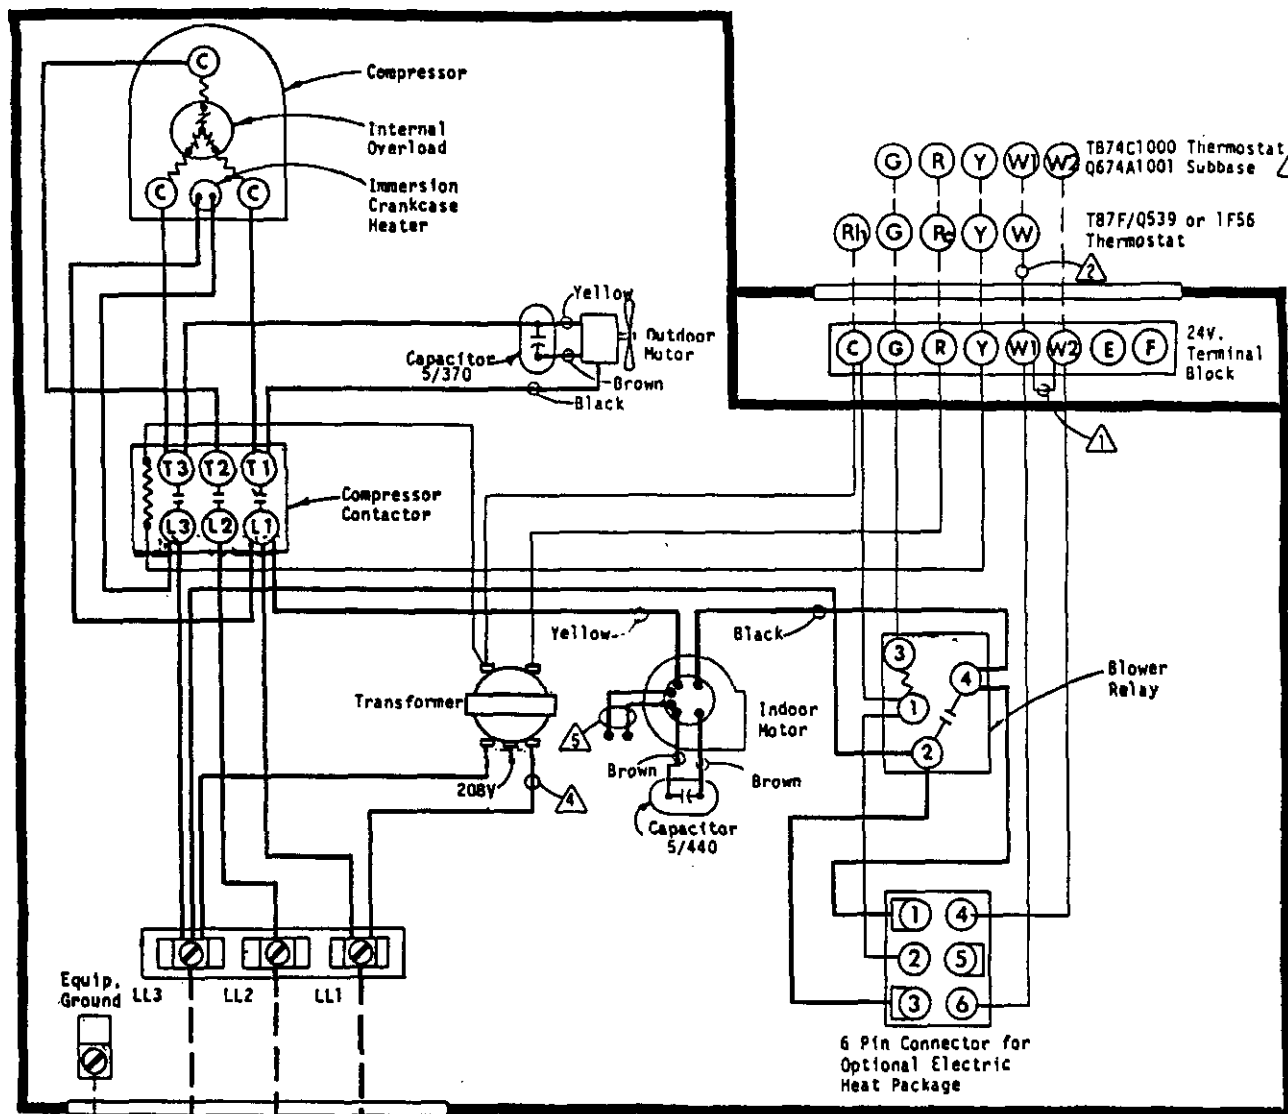 C
Compressor
Internal
Overload
C
C
Immersion
Crankcase
Heater
G R Y W1 W2
TB74C1000 Thermostat
Q674A1001 Subbase
Rh G Rc Y W
T87F/Q539 or 1F56
Thermostat
2
Yellow
Outdoor
Motor
Capacitor
5/370
Brown
Black
C G R Y W1 W2 E F
24V.
Terminal
Block
1
T3 T2 T1
L3 L2 L1
Compressor
Contactor
Yellow
Black
3
4
1
2
Blower
Relay
Transformer
208V
4
5
Indoor
Motor
Brown
Brown
Capacitor
5/440
1 4
2 5
3 6
6 Pin Connector for
Optional Electric
Heat Package
Equip.
Ground
LL3 LL2 LL1